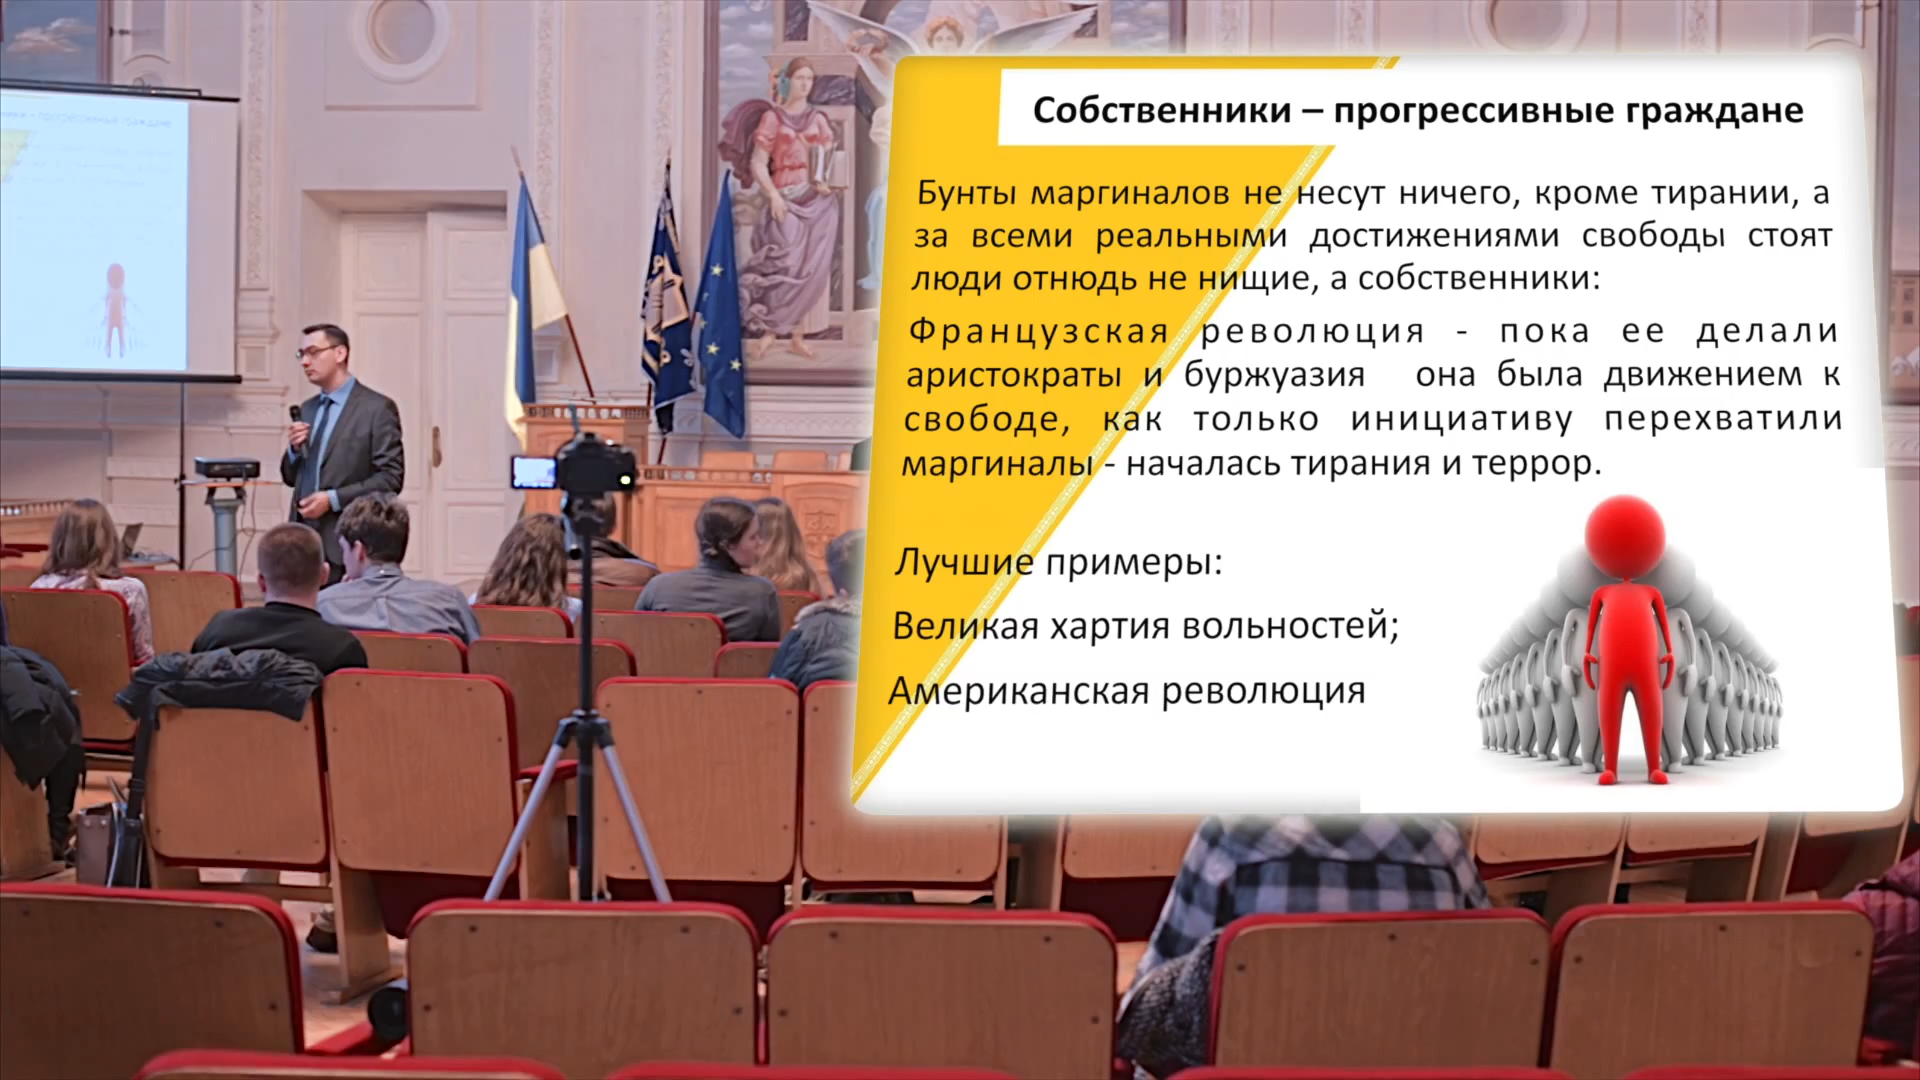 Собственники – прогрессивные граждане
Бунты маргиналов не несут ничего, кроме тирании, а
за всеми реальными достижениями свободы стоят
люди отнюдь не нищие, а собственники:
Французская революция - пока ее делали
аристократы и буржуазия она была движением к
свободе, как только инициативу перехватили
маргиналы - началась тирания и террор.
Лучшие примеры:
Великая хартия вольностей;
Американская революция